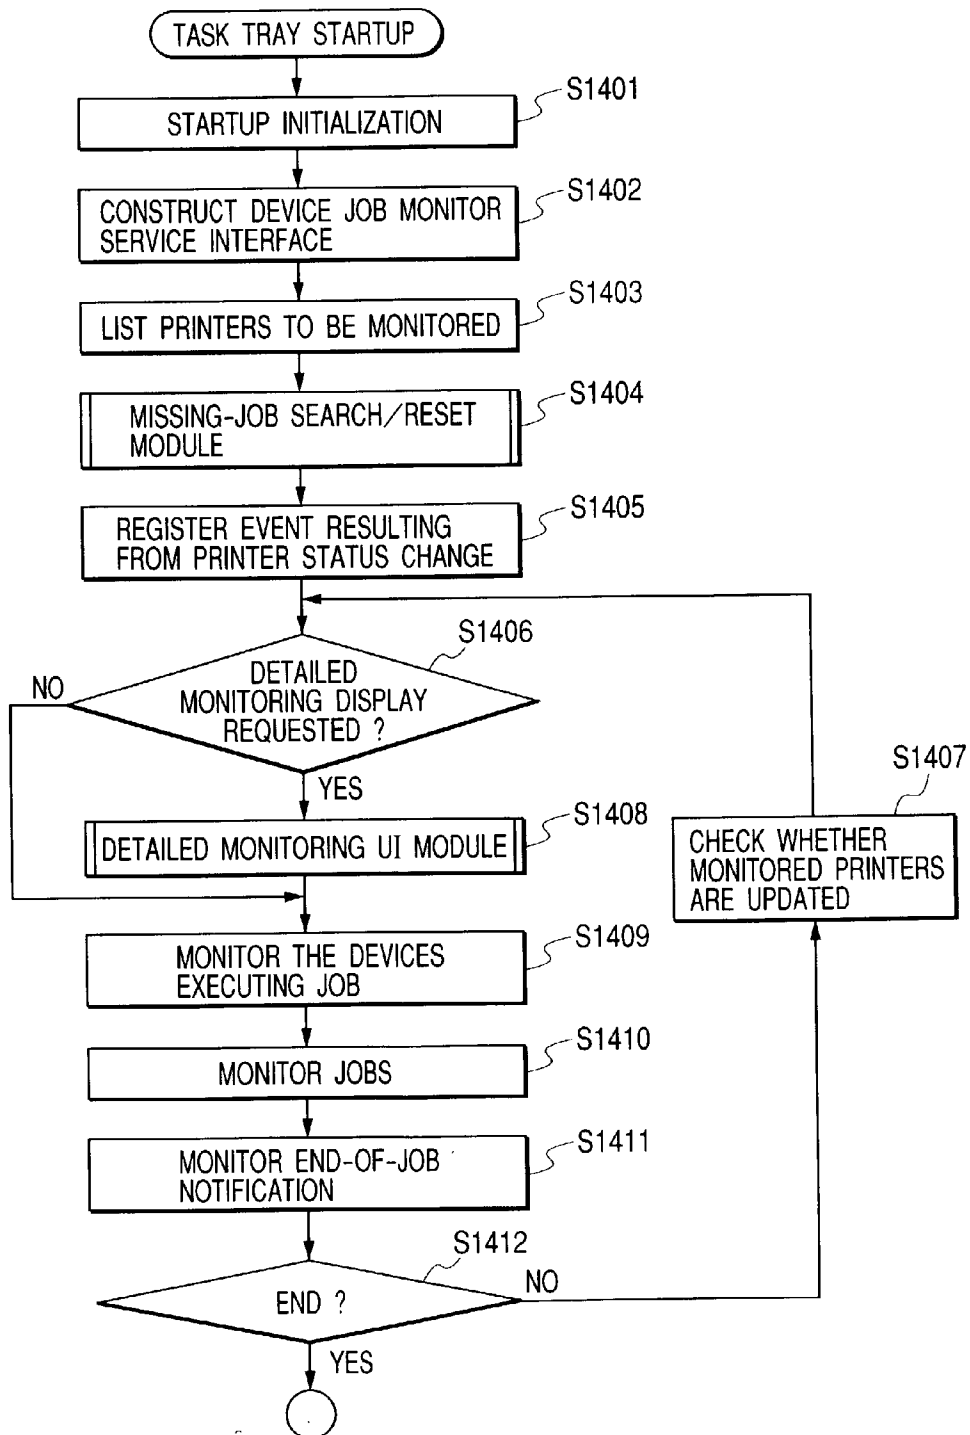 TASK TRAY STARTUP
S1401
STARTUP INITIALIZATION
S1402
CONSTRUCT DEVICE JOB MONITOR
SERVICE INTERFACE
S1403
LIST PRINTERS TO BE MONITORED
S1404
MISSING-JOB SEARCH/RESET
MODULE
S1405
REGISTER EVENT RESULTING
FROM PRINTER STATUS CHANGE
S1406
DETAILED
MONITORING DISPLAY
REQUESTED ?
NO
YES
S1407
CHECK WHETHER
MONITORED PRINTERS
ARE UPDATED
S1408
DETAILED MONITORING UI MODULE
S1409
MONITOR THE DEVICES
EXECUTING JOB
S1410
MONITOR JOBS
S1411
MONITOR END-OF-JOB
NOTIFICATION
S1412
END ?
NO
YES